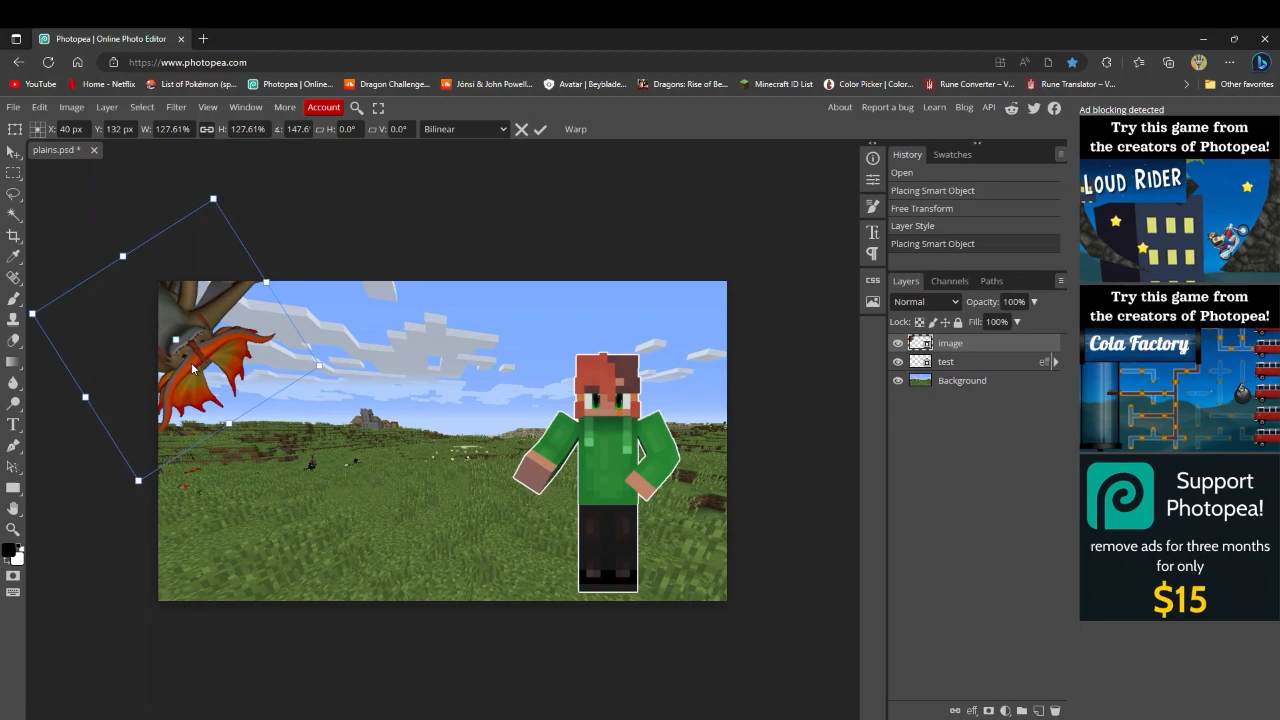 Photopea | Online Photo Editor
https://www.photopea.com
YouTube
Home - Netflix
List of Pokémon (sp...
Photopea | Online...
Dragon Challenge...
Jónsi & John Powell...
Avatar | Beyblade...
Dragons: Rise of Be...
Minecraft ID List
Color Picker | Color...
Rune Converter – V...
Rune Translator – V...
Other favorites
File
Edit
Image
Layer
Select
Filter
View
Window
More
Account
About
Report a bug
Learn
Blog
API
Ad blocking detected
X: 40 px
Y: 132 px
W: 127.61%
H: 127.61%
147.6
H: 0.0°
V: 0.0°
Bilinear
Warp
plains.psd *
History
Swatches
Open
Placing Smart Object
Free Transform
Layer Style
Placing Smart Object
CSS
Layers
Channels
Paths
Normal
Opacity: 100%
Lock:
Fill: 100%
image
test
eff
Background
eff
Try this game from
the creators of Photopea!
LOUD RIDER
Try this game from
the creators of Photopea!
Cola Factory
Support
Photopea!
remove ads for three months
for only
$15